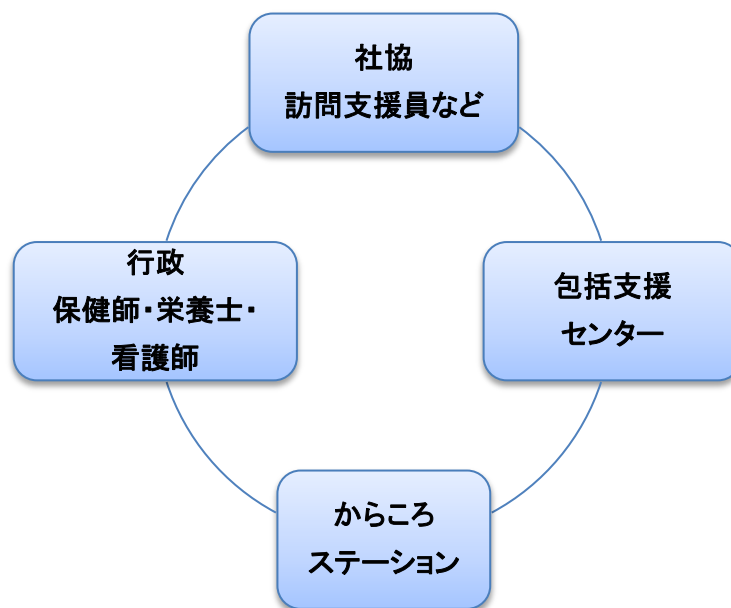 社協
訪問支援員など
行政
保健師・栄養士・
看護師
包括支援
センター
からころ
ステーション